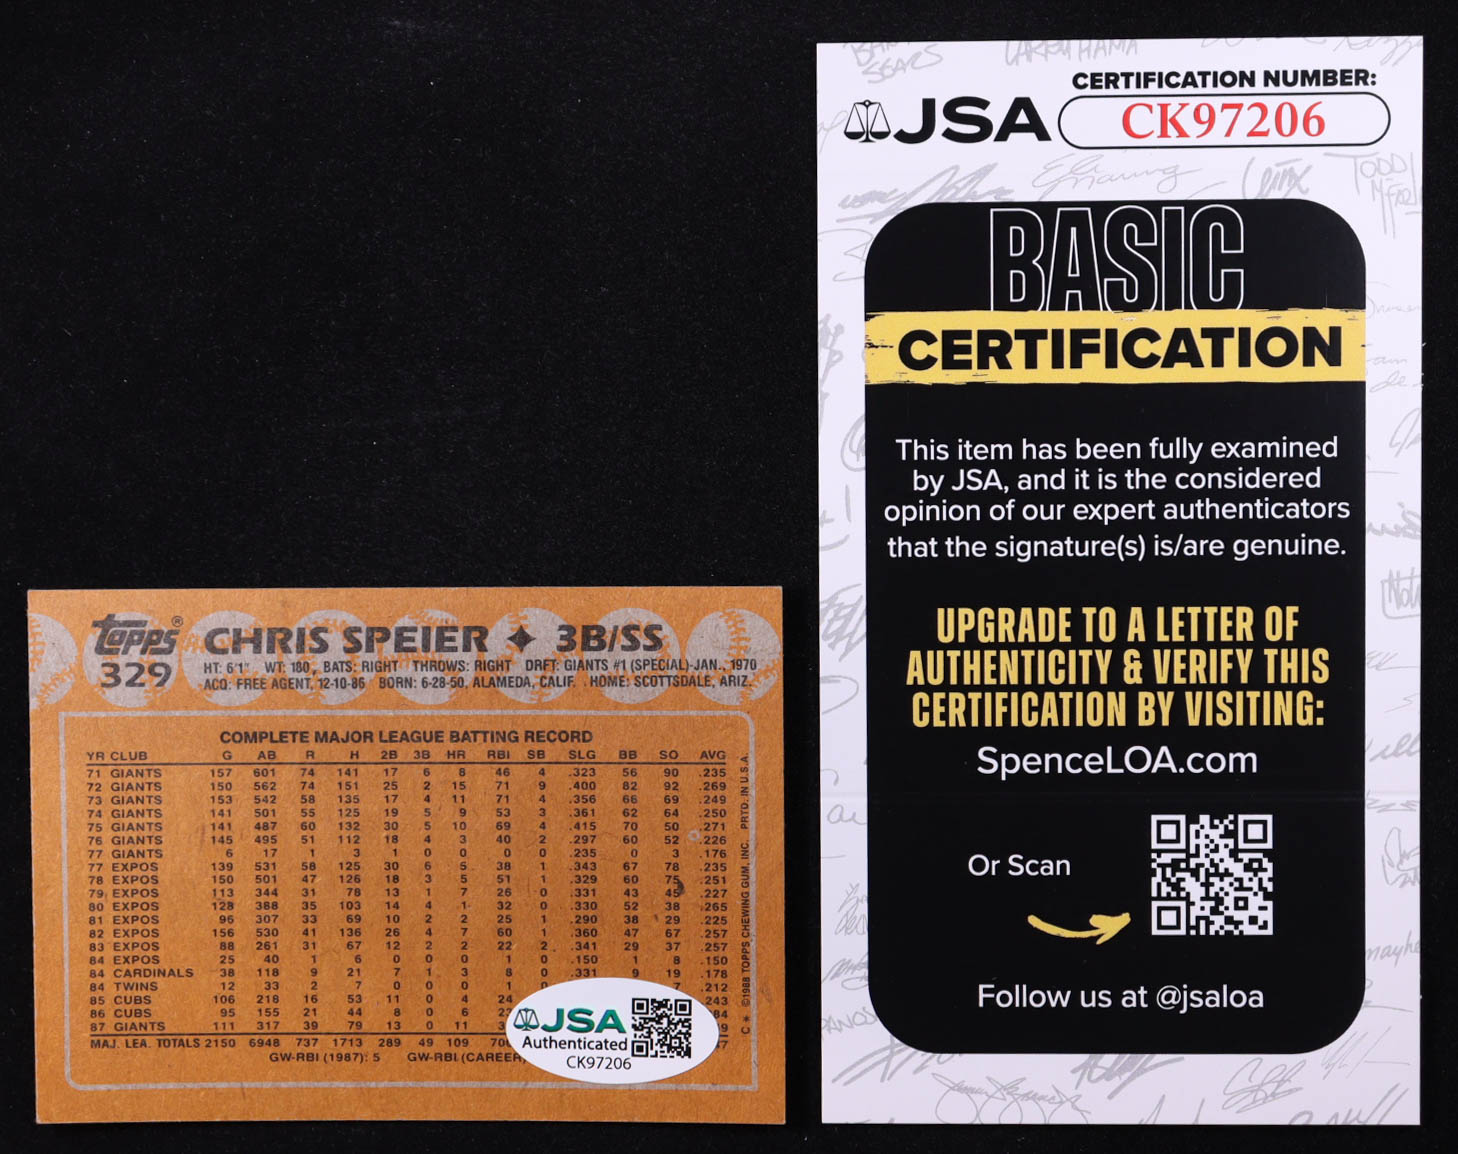 topps®
329
CHRIS SPEIER ✦ 3B/SS
HT: 6'1" WT: 180 BATS: RIGHT THROWS: RIGHT DRFT: GIANTS #1 (SPECIAL)-JAN., 1970
ACQ: FREE AGENT, 12-10-86 BORN: 6-28-50, ALAMEDA, CALIF. HOME: SCOTTSDALE, ARIZ.
COMPLETE MAJOR LEAGUE BATTING RECORD
YR CLUB G AB R H 2B 3B HR RBI SB SLG BB SO AVG
71 GIANTS 157 601 74 141 17 6 8 46 4 .323 56 90 .235
72 GIANTS 150 562 74 151 25 2 15 71 9 .400 82 92 .269
73 GIANTS 153 542 58 135 17 4 11 71 4 .356 66 69 .249
74 GIANTS 141 501 55 125 19 5 9 53 3 .361 62 64 .250
75 GIANTS 141 487 60 132 30 5 10 69 4 .415 70 50 .271
76 GIANTS 145 495 51 112 18 4 3 40 2 .297 60 52 .226
77 GIANTS 6 17 1 3 1 0 0 0 0 .235 0 3 .176
77 EXPOS 139 531 58 125 30 6 5 38 1 .343 67 78 .235
78 EXPOS 150 501 47 126 18 3 5 51 1 .329 60 75 .251
79 EXPOS 113 344 31 78 13 1 7 26 0 .331 43 45 .227
80 EXPOS 128 388 35 103 14 4 1 32 0 .330 52 38 .265
81 EXPOS 96 307 33 69 10 2 2 25 1 .290 38 29 .225
82 EXPOS 156 530 41 136 26 4 7 60 1 .360 47 67 .257
83 EXPOS 88 261 31 67 12 2 2 22 2 .341 29 37 .257
84 EXPOS 25 40 1 6 0 0 0 1 0 .150 1 8 .150
84 CARDINALS 38 118 9 21 7 1 3 8 0 .331 9 19 .178
84 TWINS 12 33 2 7 0 0 0 1 0 7 .212
85 CUBS 106 218 16 53 11 0 4 24 .243
86 CUBS 95 155 21 44 8 0 6
87 GIANTS 111 317 39 79 13 0 11
MAJ. LEA. TOTALS 2150 6948 737 1713 289 49 109
GW-RBI (1987): 5 GW-RBI (CAREER)
C * ©1988 TOPPS CHEWING GUM, INC. PRTD. IN U.S.A.
JSA
Authenticated
CK97206
CERTIFICATION NUMBER:
JSA
CK97206
BASIC
CERTIFICATION
This item has been fully examined
by JSA, and it is the considered
opinion of our expert authenticators
that the signature(s) is/are genuine.
UPGRADE TO A LETTER OF
AUTHENTICITY & VERIFY THIS
CERTIFICATION BY VISITING:
SpenceLOA.com
Or Scan
Follow us at @jsaloa